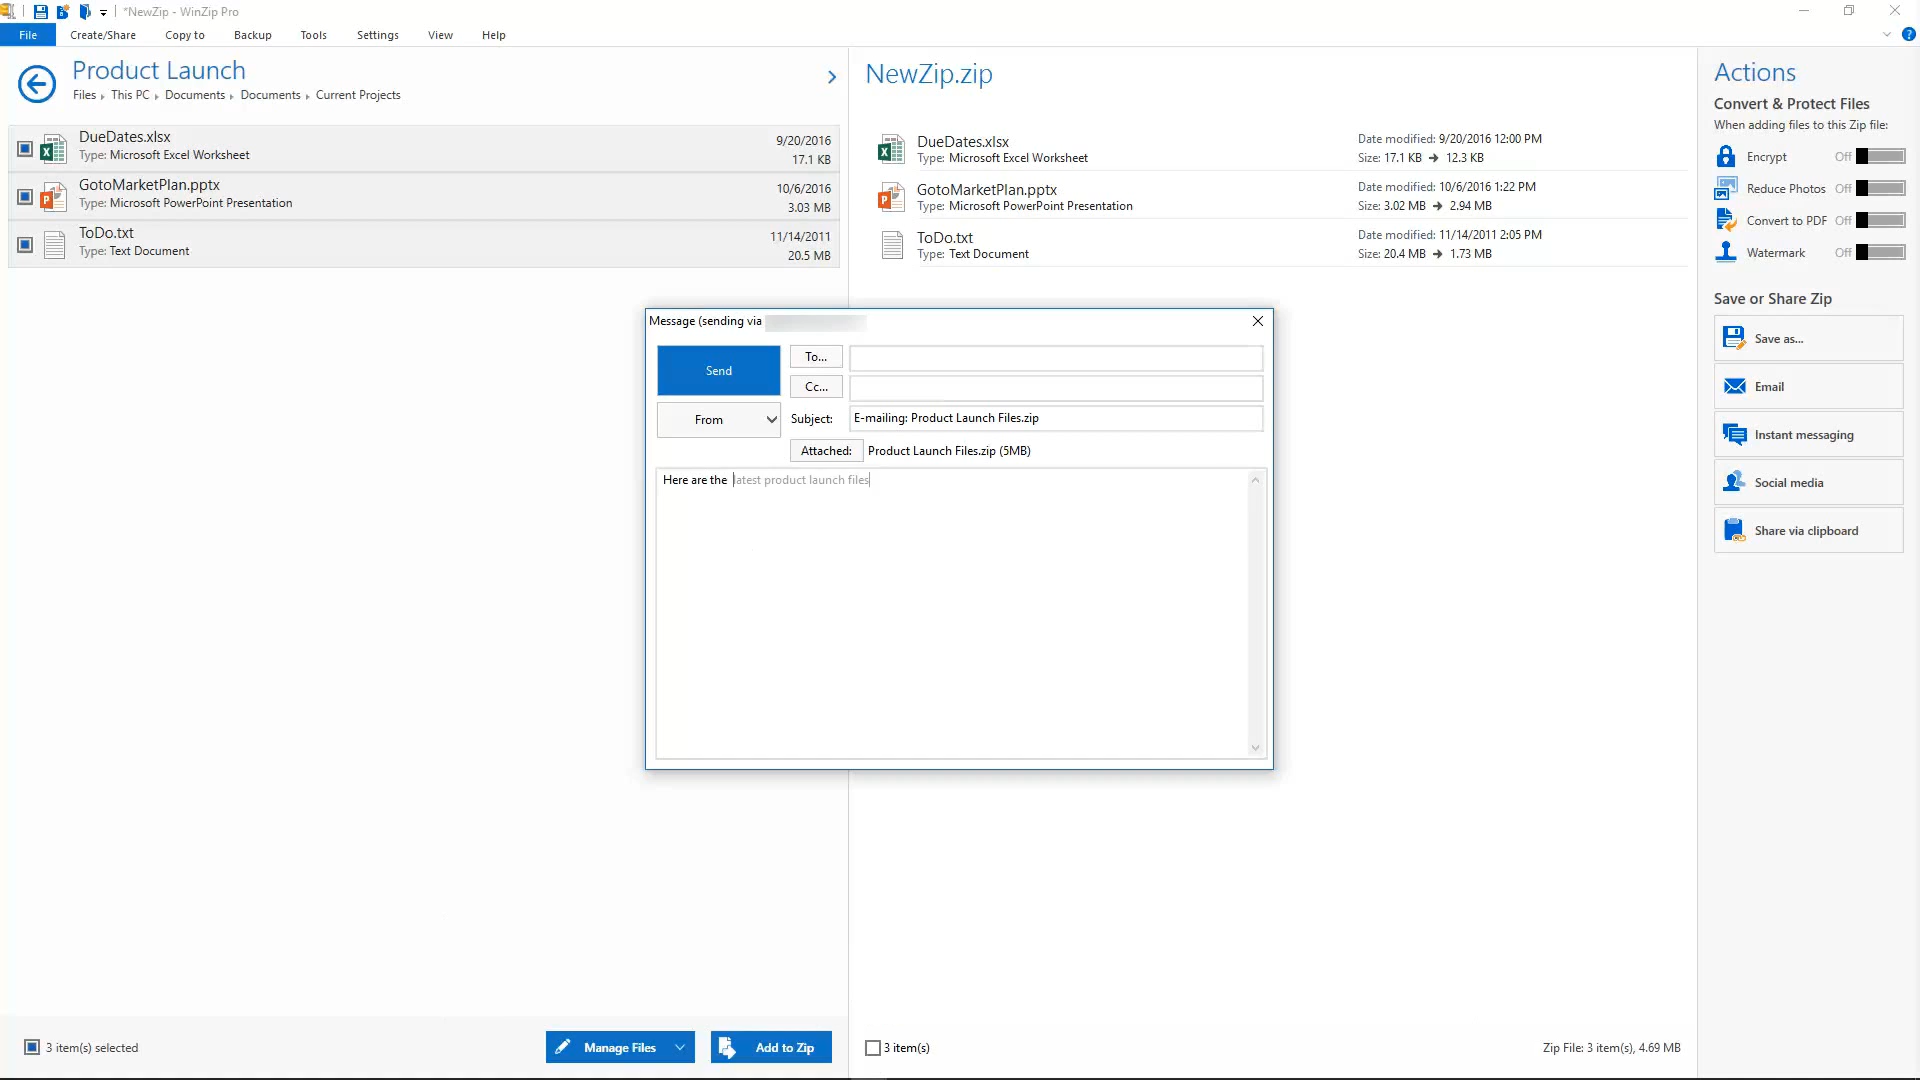 *NewZip - WinZip Pro
File Create/Share Copy to Backup Tools Settings View Help
Product Launch
Files This PC Documents Documents Current Projects
DueDates.xlsx
Type: Microsoft Excel Worksheet
9/20/2016
17.1 KB
GotoMarketPlan.pptx
Type: Microsoft PowerPoint Presentation
10/6/2016
3.03 MB
ToDo.txt
Type: Text Document
11/14/2011
20.5 MB
3 item(s) selected
Manage Files
Add to Zip
NewZip.zip
DueDates.xlsx
Type: Microsoft Excel Worksheet
Date modified: 9/20/2016 12:00 PM
Size: 17.1 KB → 12.3 KB
GotoMarketPlan.pptx
Type: Microsoft PowerPoint Presentation
Date modified: 10/6/2016 1:22 PM
Size: 3.02 MB → 2.94 MB
ToDo.txt
Type: Text Document
Date modified: 11/14/2011 2:05 PM
Size: 20.4 MB → 1.73 MB
3 item(s)
Zip File: 3 item(s), 4.69 MB
Message (sending via
Send
To...
Cc...
From
Subject: E-mailing: Product Launch Files.zip
Attached: Product Launch Files.zip (5MB)
Here are the latest product launch files
Actions
Convert & Protect Files
When adding files to this Zip file:
Encrypt Off
Reduce Photos Off
Convert to PDF Off
Watermark Off
Save or Share Zip
Save as...
Email
Instant messaging
Social media
Share via clipboard